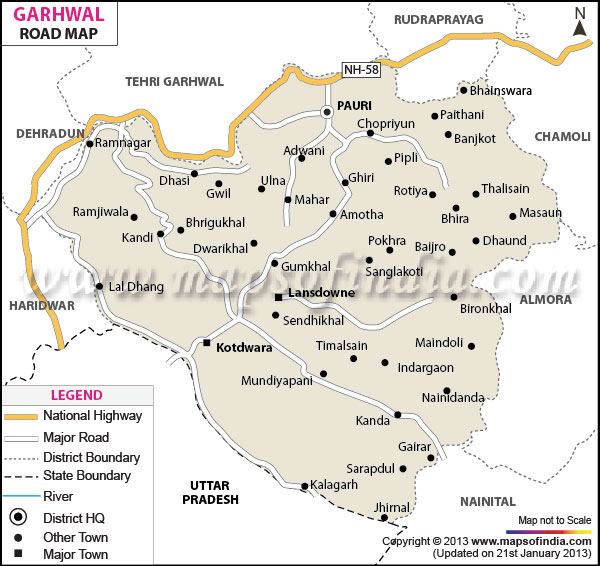 GARHWAL
ROAD MAP
RUDRAPRAYAG
N
NH-58
TEHRI GARHWAL
Bhainswara
PAURI
Paithani
DEHRADUN
Chopriyun
Banjkot
CHAMOLI
Ramnagar
Adwani
Pipli
Dhasi
Ulna
Ghiri
Gwil
Rotiya
Thalisain
Mahar
Ramjiwala
Amotha
Bhira
Masaun
Bhrigukhal
Kandi
Dwarikhal
Pokhra
Baijro
Dhaund
Gumkhal
Sanglakoti
www.mapsofindia.com
Lal Dhang
Lansdowne
HARIDWAR
ALMORA
Bironkhal
Sendhikhal
Kotdwara
Timalsain
Maindoli
Indargaon
Mundiyapani
Nainidanda
Kanda
Gairar
Sarapdul
UTTAR
PRADESH
Kalagarh
Jhirnal
NAINITAL
LEGEND
National Highway
Major Road
District Boundary
State Boundary
River
District HQ
Other Town
Major Town
Map not to Scale
Copyright © 2013 www.mapsofindia.com
(Updated on 21st January 2013)